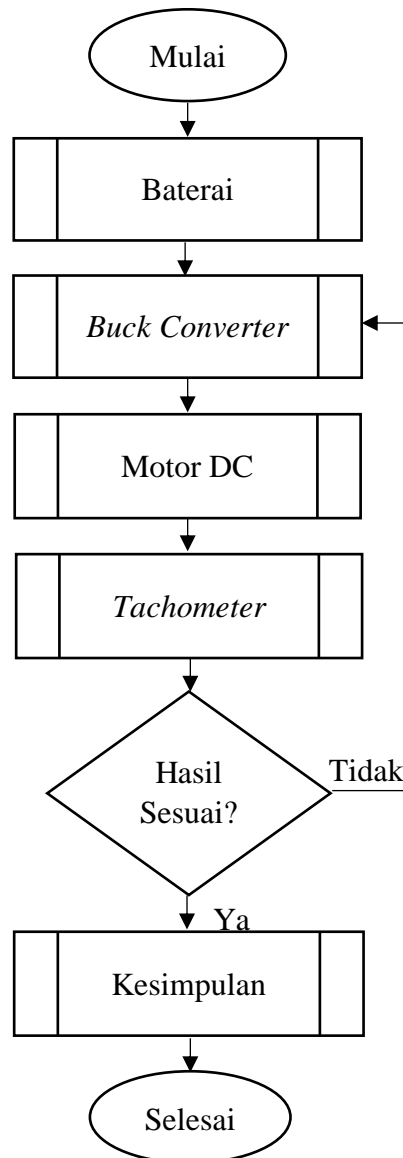 Mulai
Baterai
Buck Converter
Motor DC
Tachometer
Hasil
Sesuai?
Tidak
Ya
Kesimpulan
Selesai